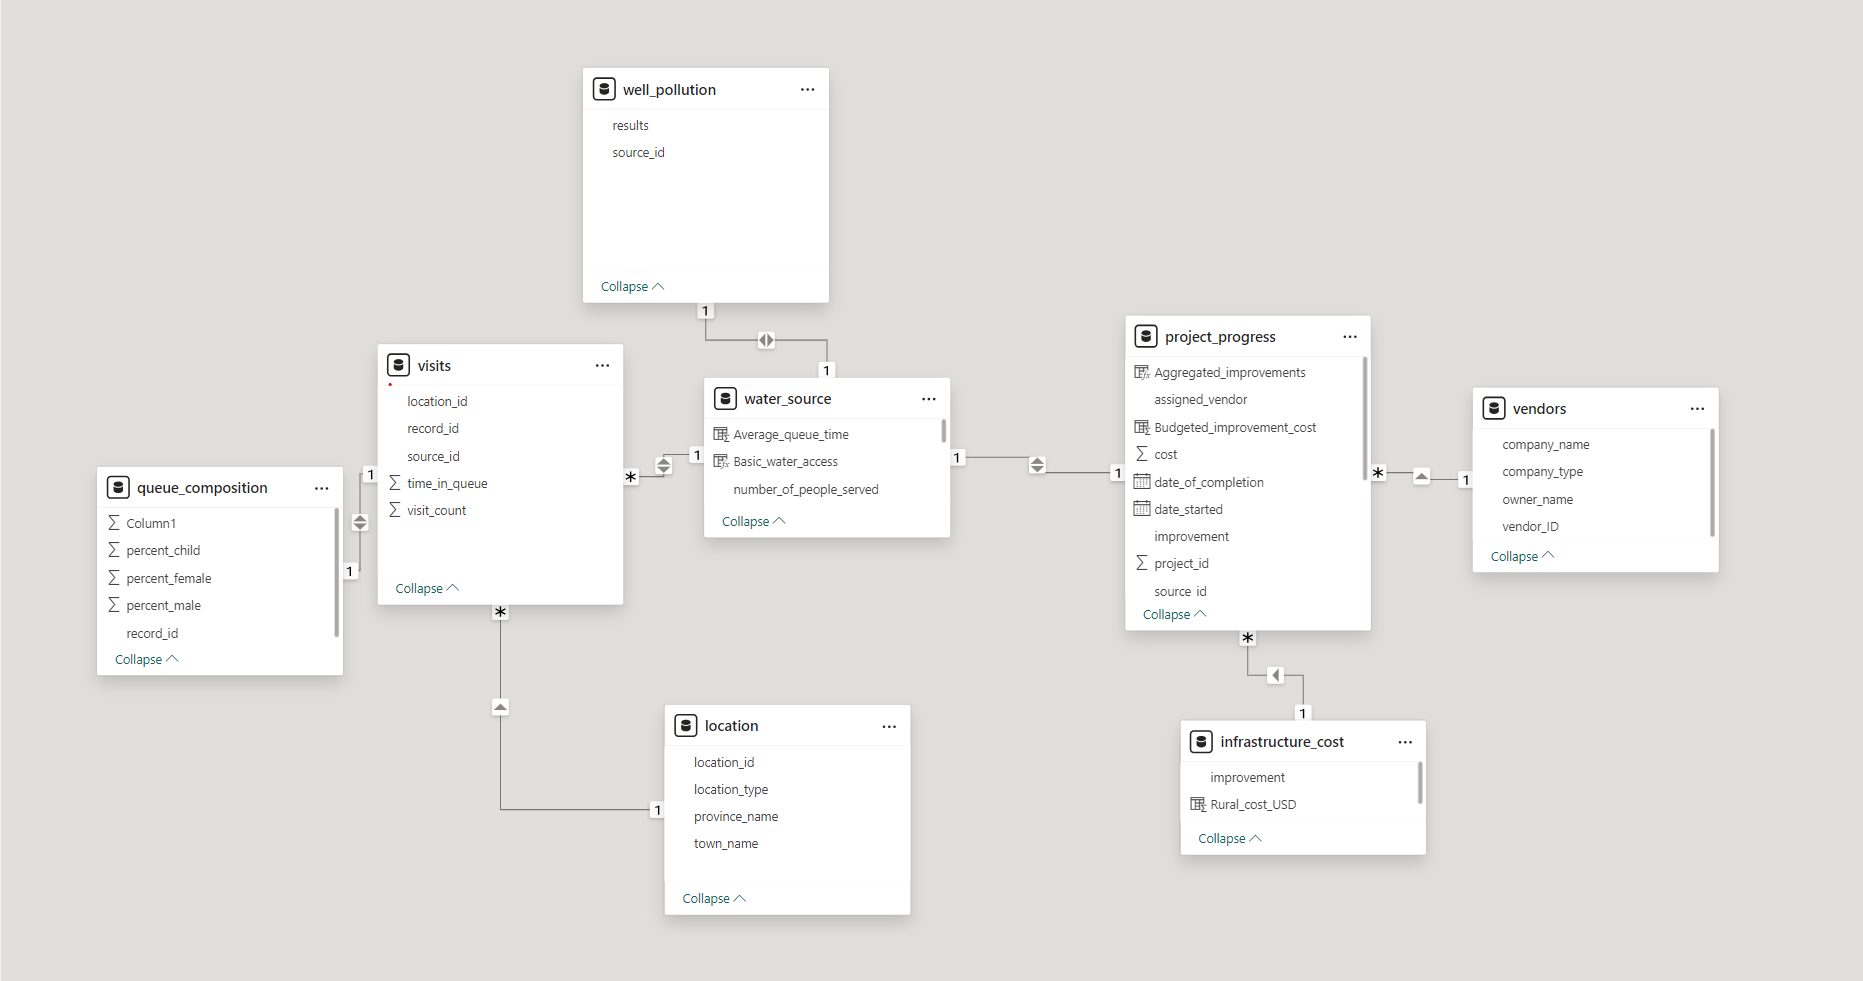 well_pollution
results
source_id
Collapse
1
1
visits
location_id
record_id
source_id
time_in_queue
visit_count
Collapse
*
1
*
water_source
Average_queue_time
Basic_water_access
number_of_people_served
Collapse
1
1
queue_composition
Column1
percent_child
percent_female
percent_male
record_id
Collapse
1
1
project_progress
Aggregated_improvements
assigned_vendor
Budgeted_improvement_cost
cost
date_of_completion
date_started
improvement
project_id
source_id
Collapse
*
1
*
vendors
company_name
company_type
owner_name
vendor_ID
Collapse
location
location_id
location_type
province_name
town_name
Collapse
1
1
infrastructure_cost
improvement
Rural_cost_USD
Collapse